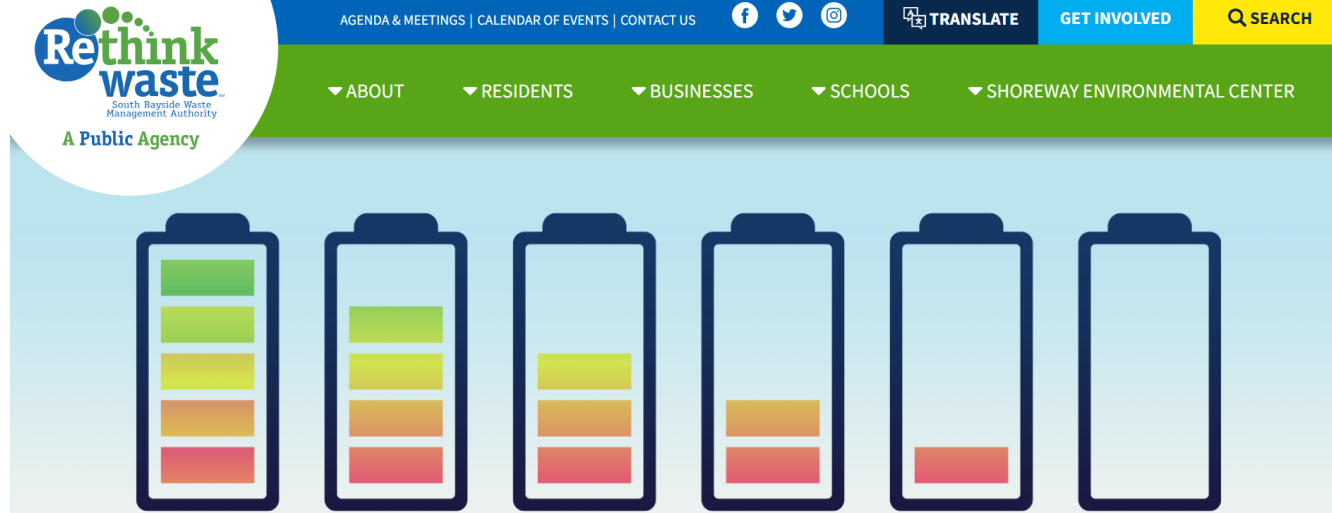 AGENDA & MEETINGS | CALENDAR OF EVENTS | CONTACT US
TRANSLATE
GET INVOLVED
SEARCH
Rethink
waste
South Bayside Waste
Management Authority
A Public Agency
ABOUT
RESIDENTS
BUSINESSES
SCHOOLS
SHOREWAY ENVIRONMENTAL CENTER